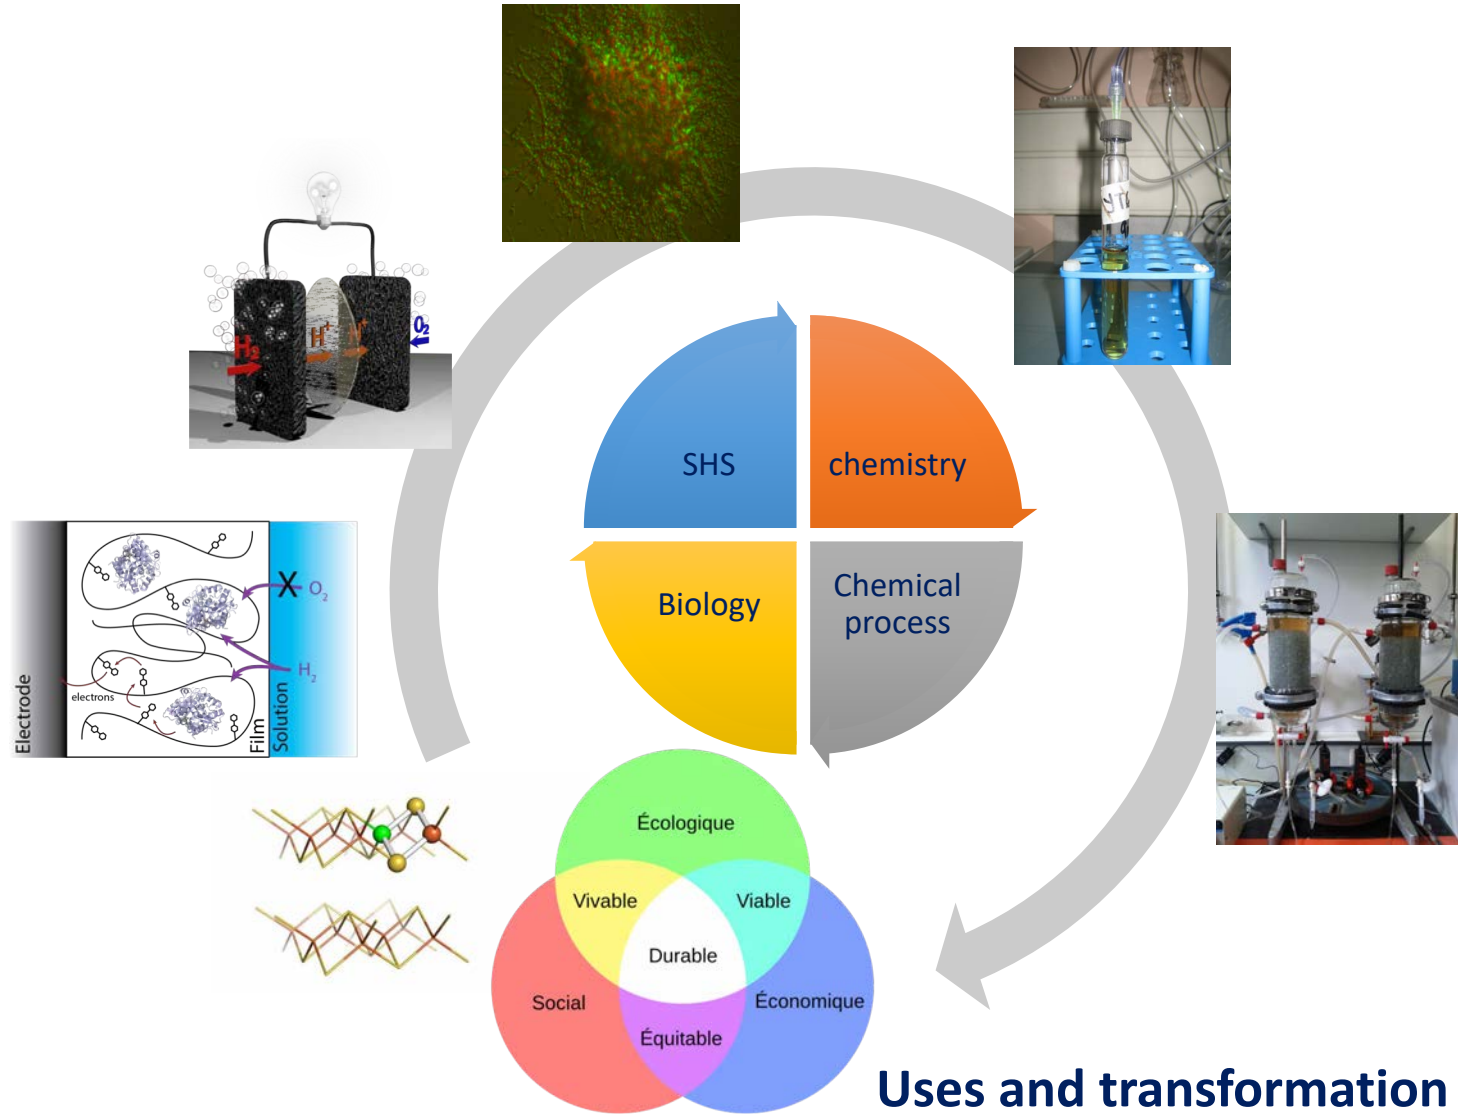 H₂
H⁺
H⁺
O₂
SHS
chemistry
Biology
Chemical
process
Electrode
electrons
Film
Solution
X
O₂
H₂
Écologique
Vivable
Viable
Durable
Social
Économique
Équitable
Uses and transformation